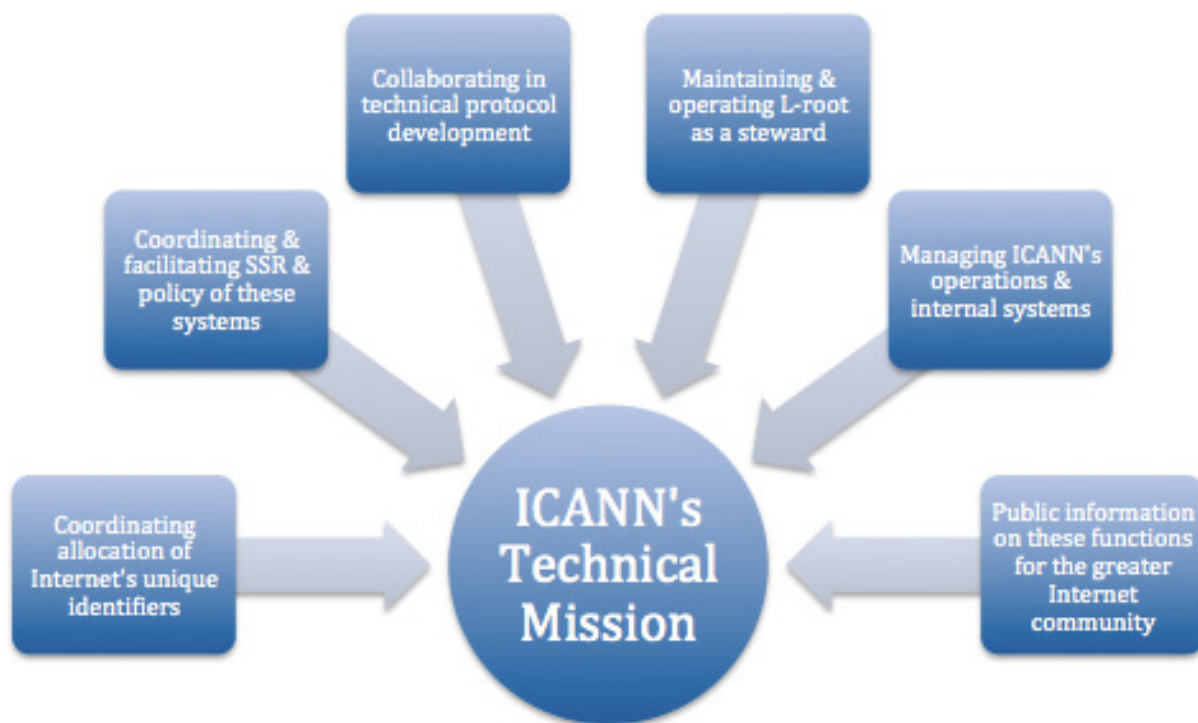 Collaborating in
technical protocol
development
Maintaining &
operating L-root
as a steward
Coordinating &
facilitating SSR &
policy of these
systems
Managing ICANN's
operations &
internal systems
Coordinating
allocation of
Internet's unique
identifiers
ICANN's
Technical
Mission
Public information
on these functions
for the greater
Internet
community